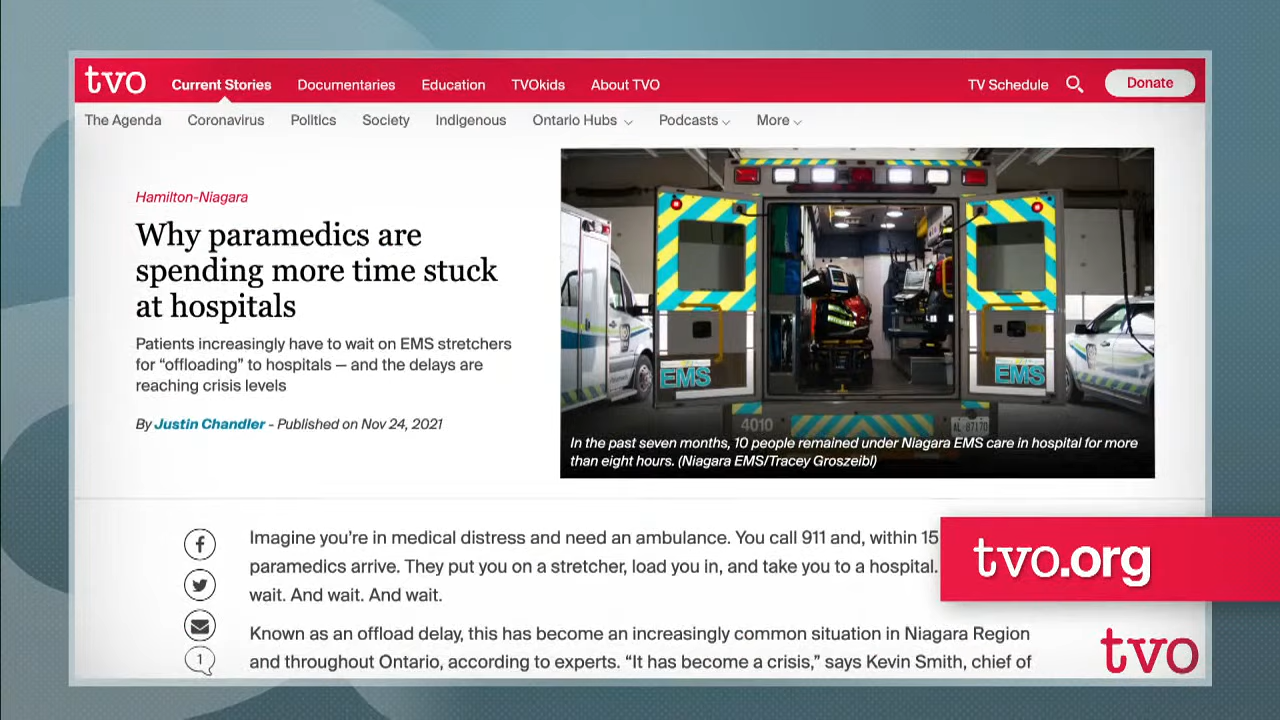 tvo Current Stories Documentaries Education TVOkids About TVO TV Schedule Donate
The Agenda Coronavirus Politics Society Indigenous Ontario Hubs Podcasts More
Hamilton-Niagara
Why paramedics are
spending more time stuck
at hospitals
Patients increasingly have to wait on EMS stretchers
for “offloading” to hospitals — and the delays are
reaching crisis levels
By Justin Chandler - Published on Nov 24, 2021
EMS EMS
4010
In the past seven months, 10 people remained under Niagara EMS care in hospital for more
than eight hours. (Niagara EMS/Tracey Groszeibl)
Imagine you’re in medical distress and need an ambulance. You call 911 and, within 15
paramedics arrive. They put you on a stretcher, load you in, and take you to a hospital.
wait. And wait. And wait.
Known as an offload delay, this has become an increasingly common situation in Niagara Region
and throughout Ontario, according to experts. “It has become a crisis,” says Kevin Smith, chief of
1
tvo.org
tvo